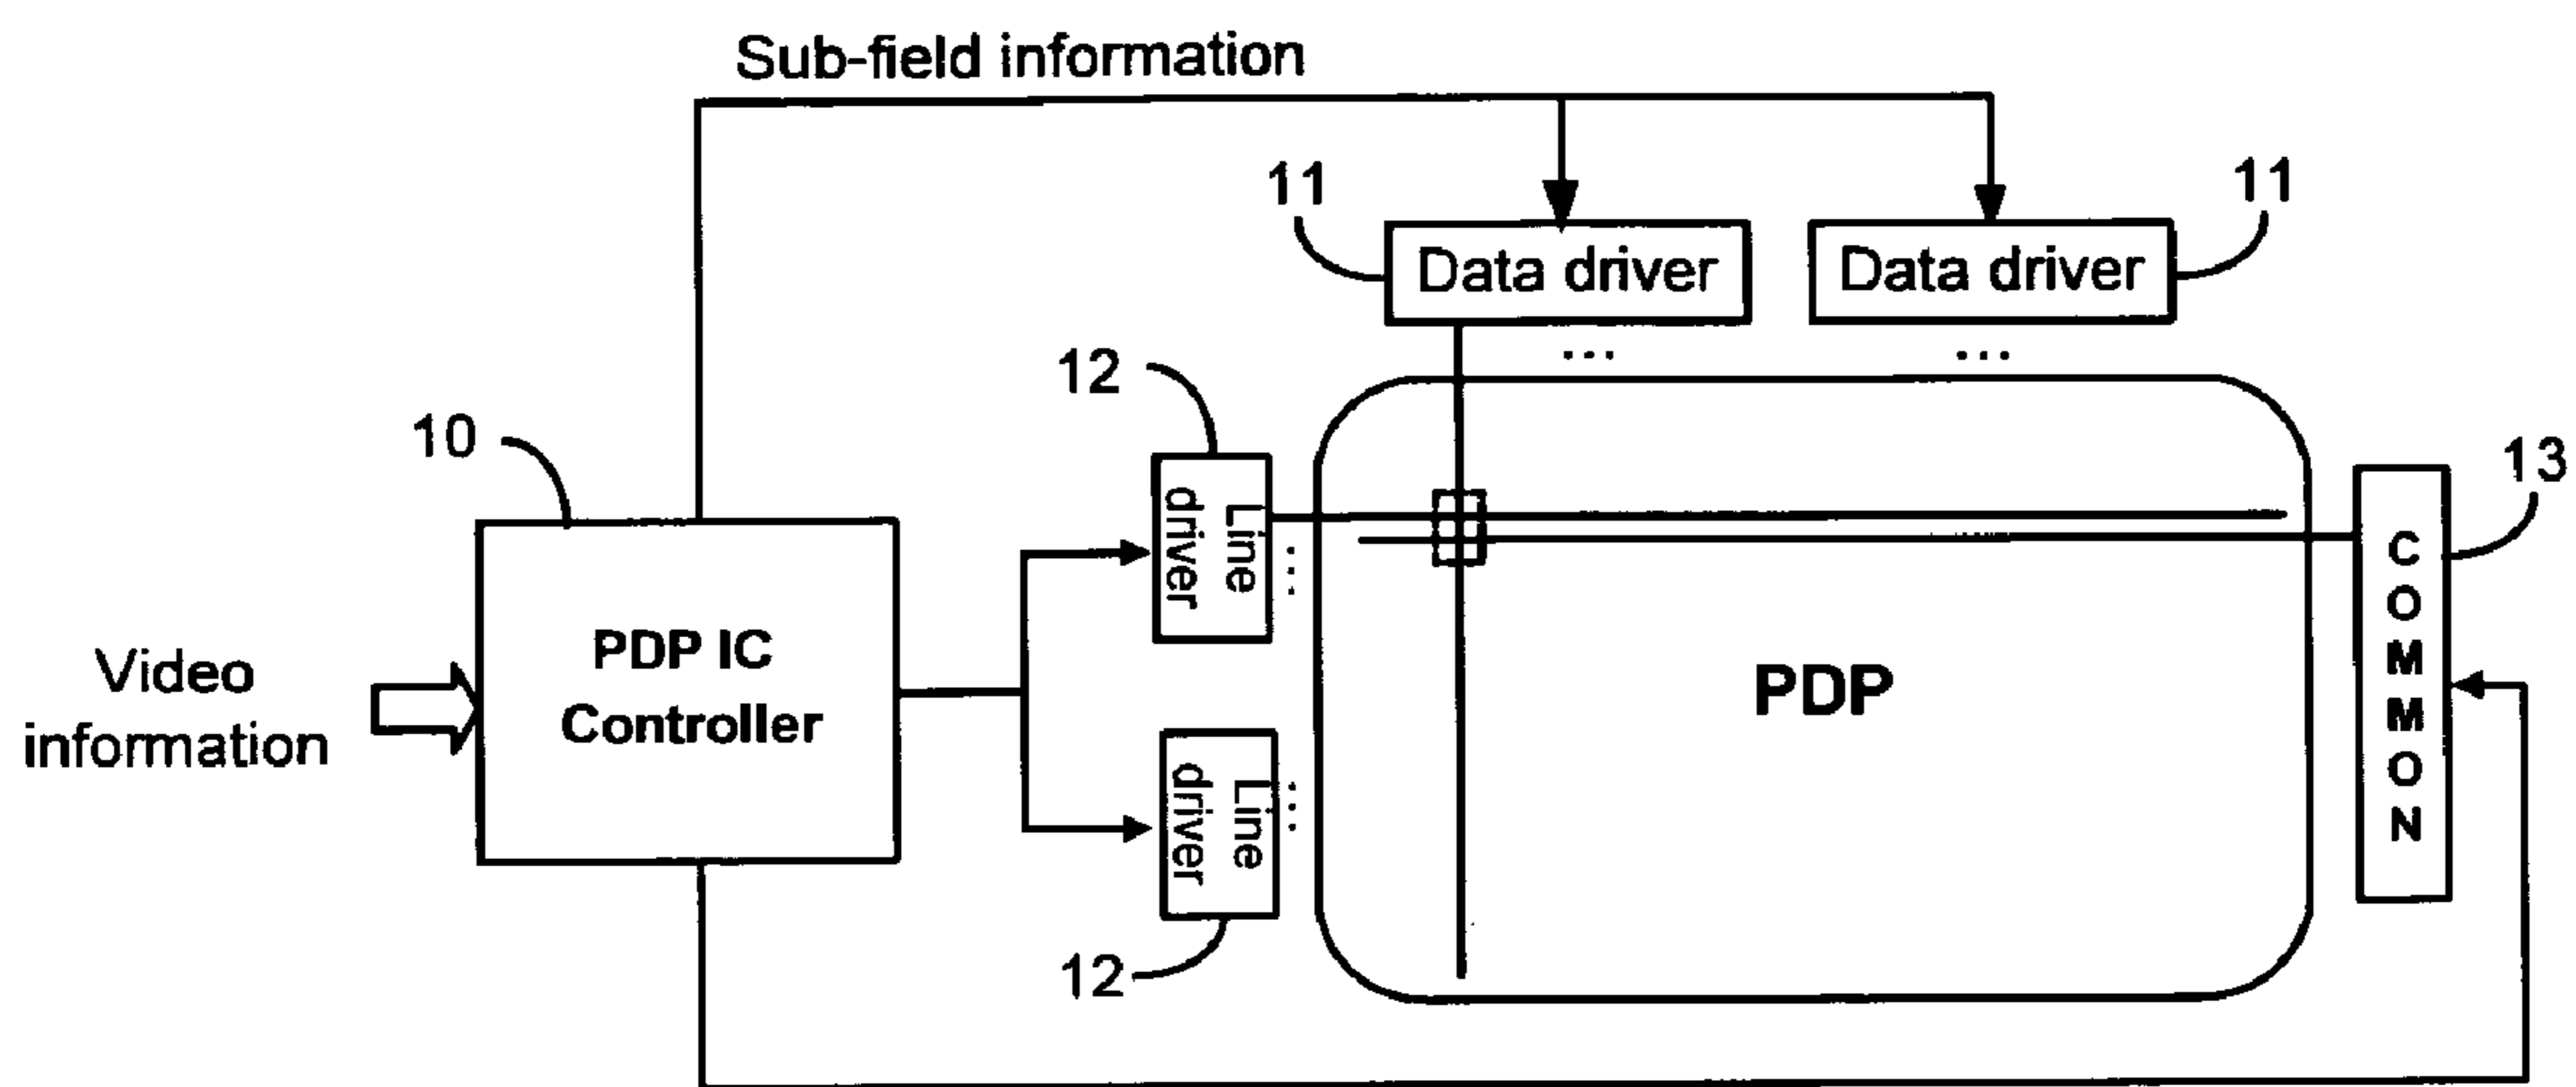 Sub-field information
11
11
Data driver
Data driver
...
...
12
10
13
Line
driver
...
COMMON
PDP IC
Controller
Video
information
PDP
Line
driver
...
12